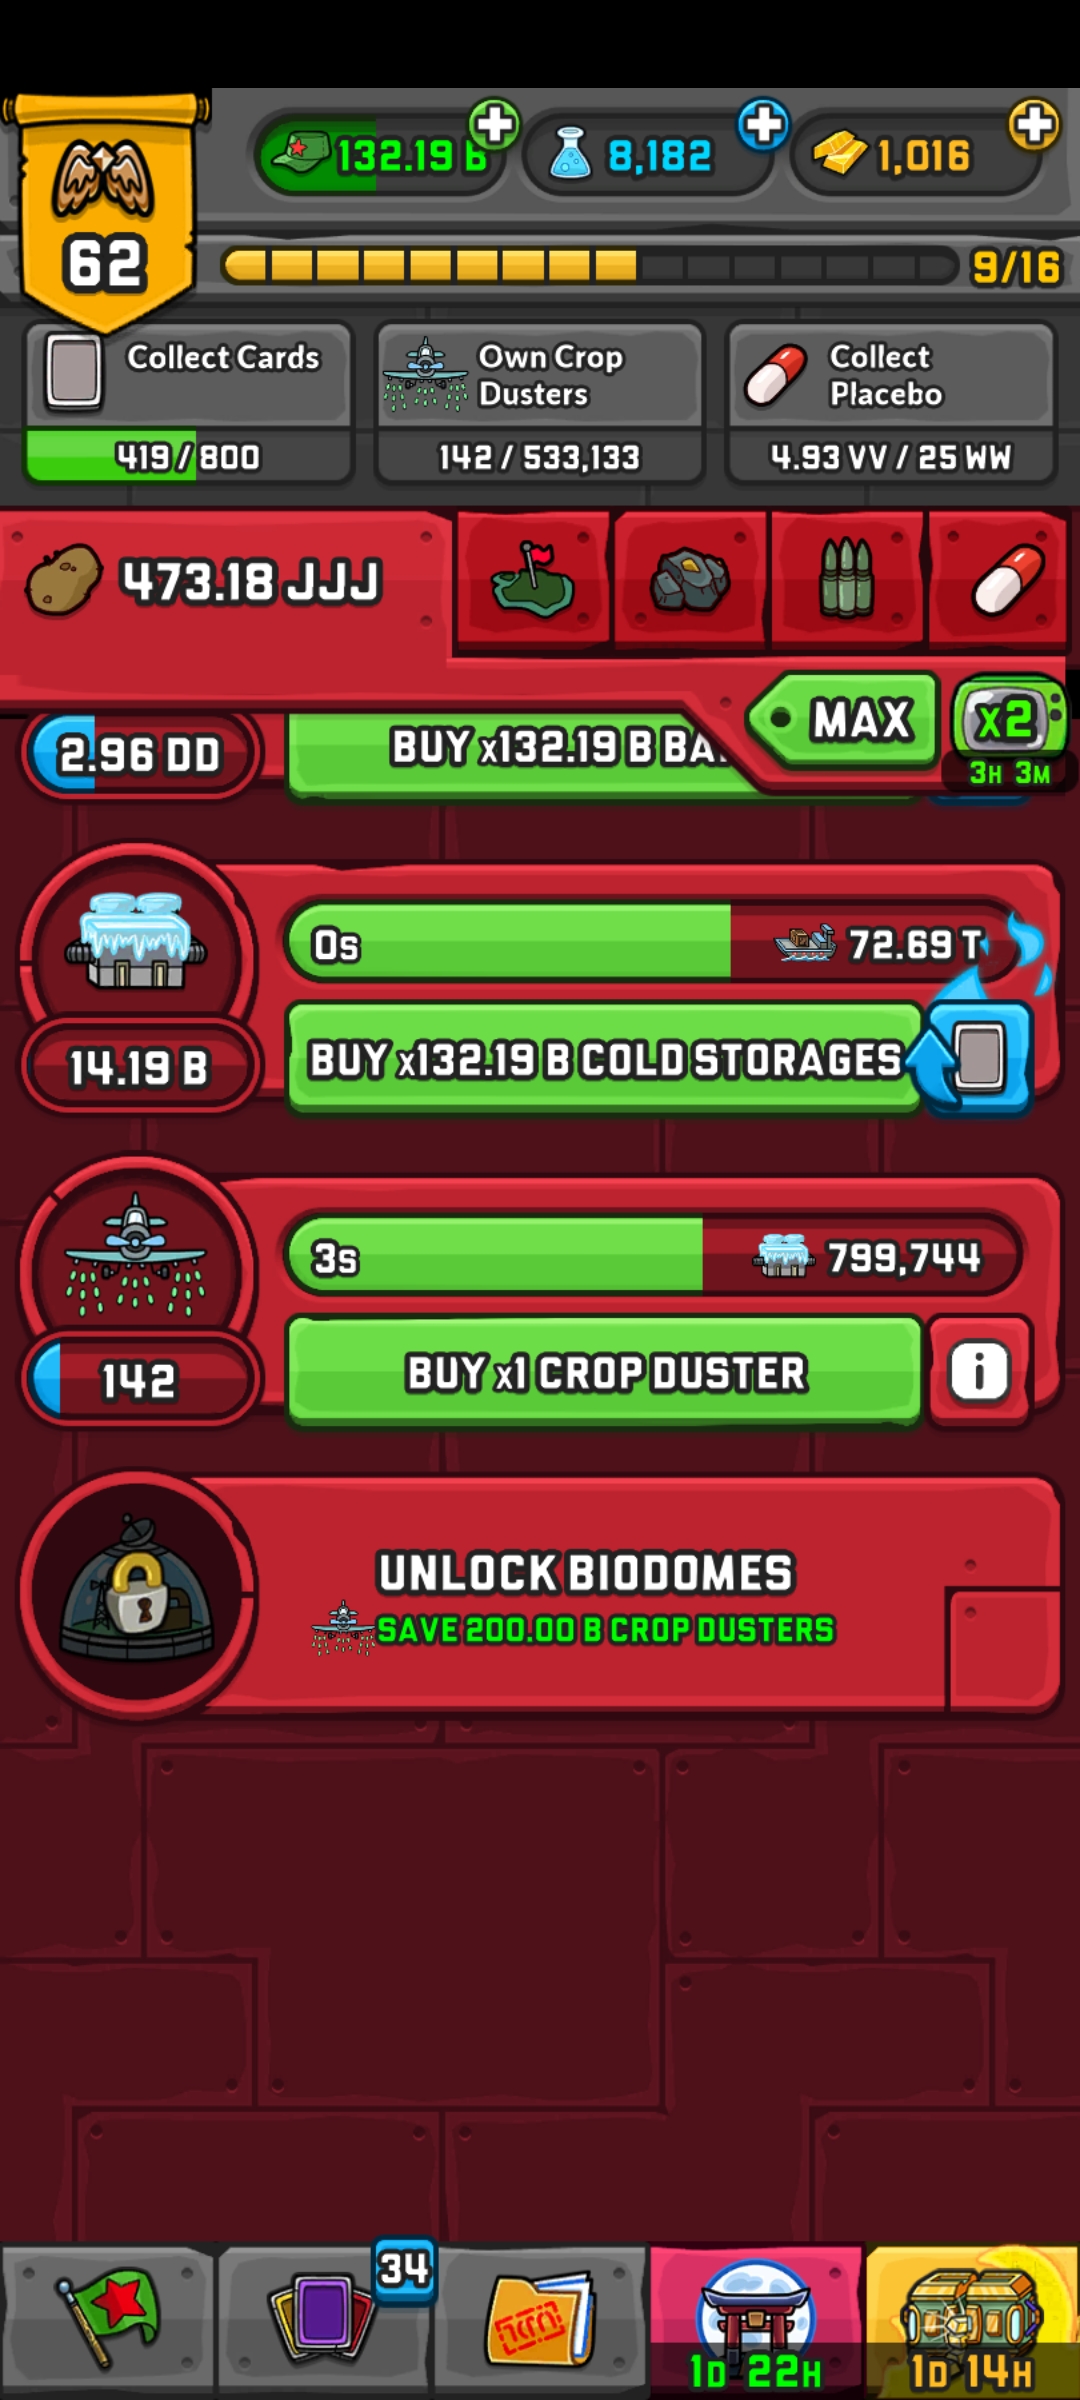 132.19 B
8,182
1,016
62
9/16
Collect Cards
419 / 800
Own Crop
Dusters
142 / 533,133
Collect
Placebo
4.93 VV / 25 WW
473.18 JJJ
MAX
x2
3H 3M
2.96 DD
BUY x132.19 B BA
0s
72.69 T
14.19 B
BUY x132.19 B COLD STORAGES
3s
799,744
142
BUY x1 CROP DUSTER
i
UNLOCK BIODOMES
SAVE 200.00 B CROP DUSTERS
34
1D 22H
1D 14H